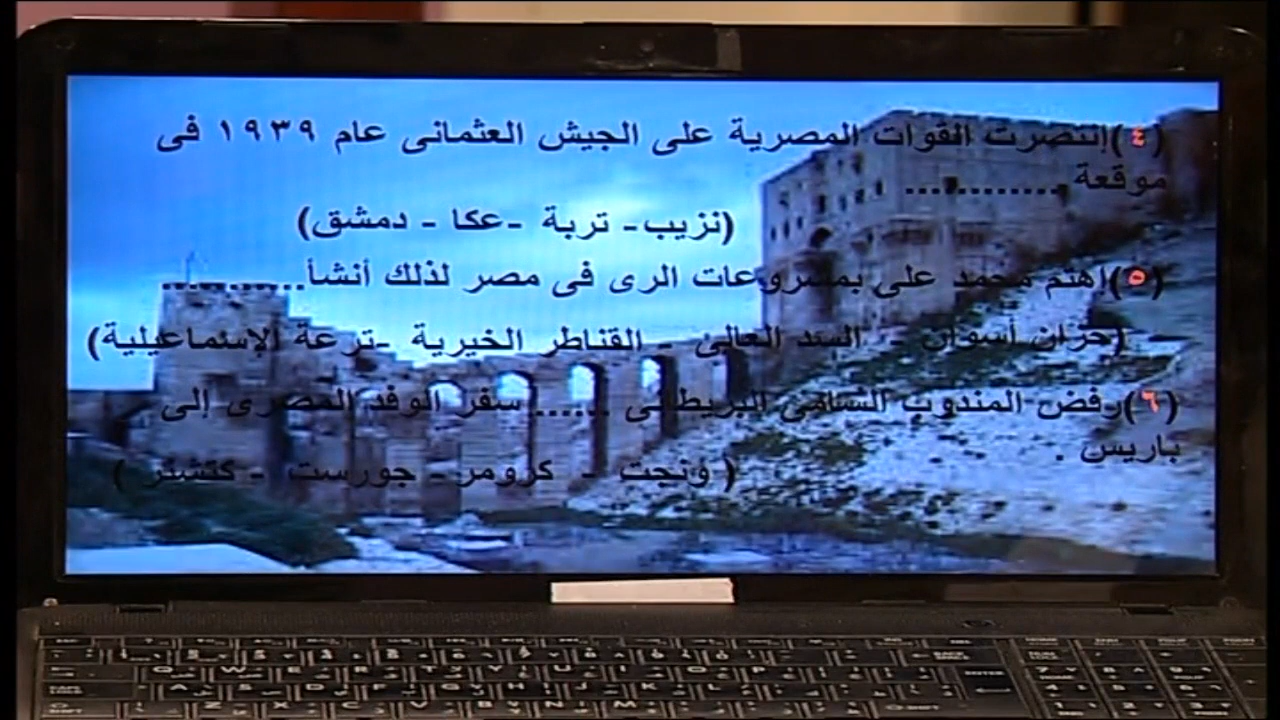 (٤)إنتصرت القوات المصرية على الجيش العثمانى عام ١٩٣٩ فى
موقعة ............
(نزيب- تربة -عكا - دمشق)
(٥)إهتم محمد على بمشروعات الرى فى مصر لذلك أنشأ...........
(خزان أسوان - السد العالى - القناطر الخيرية -ترعة الإسماعيلية)
(٦)رفض المندوب السامى البريطانى ...... سفر الوفد المصرى إلى
باريس .
( ونجت - كرومر - جورست - كتشنر )